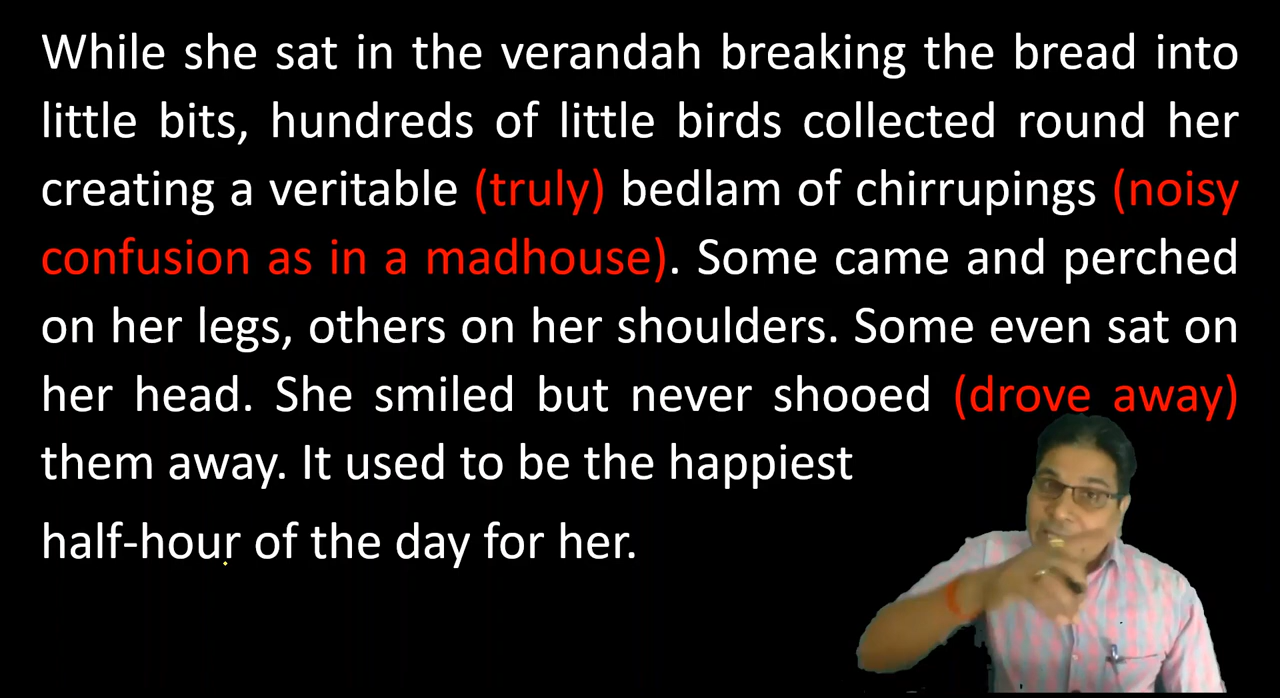 While she sat in the verandah breaking the bread into
little bits, hundreds of little birds collected round her
creating a veritable (truly) bedlam of chirrupings (noisy
confusion as in a madhouse). Some came and perched
on her legs, others on her shoulders. Some even sat on
her head. She smiled but never shooed (drove away)
them away. It used to be the happiest
half-hour of the day for her.